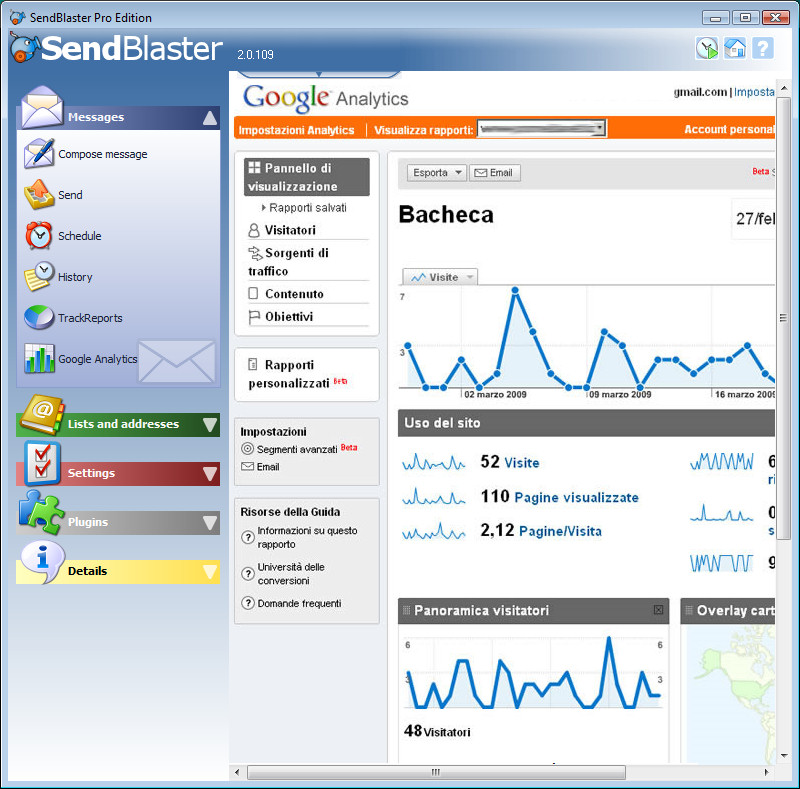 SendBlaster Pro Edition
SendBlaster 2.0.109
Messages
Compose message
Send
Schedule
History
TrackReports
Google Analytics
Lists and addresses
Settings
Plugins
Details
Google Analytics
gmail.com | Imposta
Impostazioni Analytics | Visualizza rapporti:
Account personal
Pannello di
visualizzazione
Rapporti salvati
Visitatori
Sorgenti di
traffico
Contenuto
Obiettivi
Rapporti
personalizzati Beta
Impostazioni
Segmenti avanzati Beta
Email
Risorse della Guida
Informazioni su questo
rapporto
Università delle
conversioni
Domande frequenti
Esporta
Email
Beta
Bacheca
27/fel
Visite
7
3
02 marzo 2009
09 marzo 2009
16 marzo 2009
Uso del sito
52 Visite
110 Pagine visualizzate
2,12 Pagine/Visita
6
ri
0
s
9
Panoramica visitatori
6
6
3
3
48 Visitatori
Overlay cart